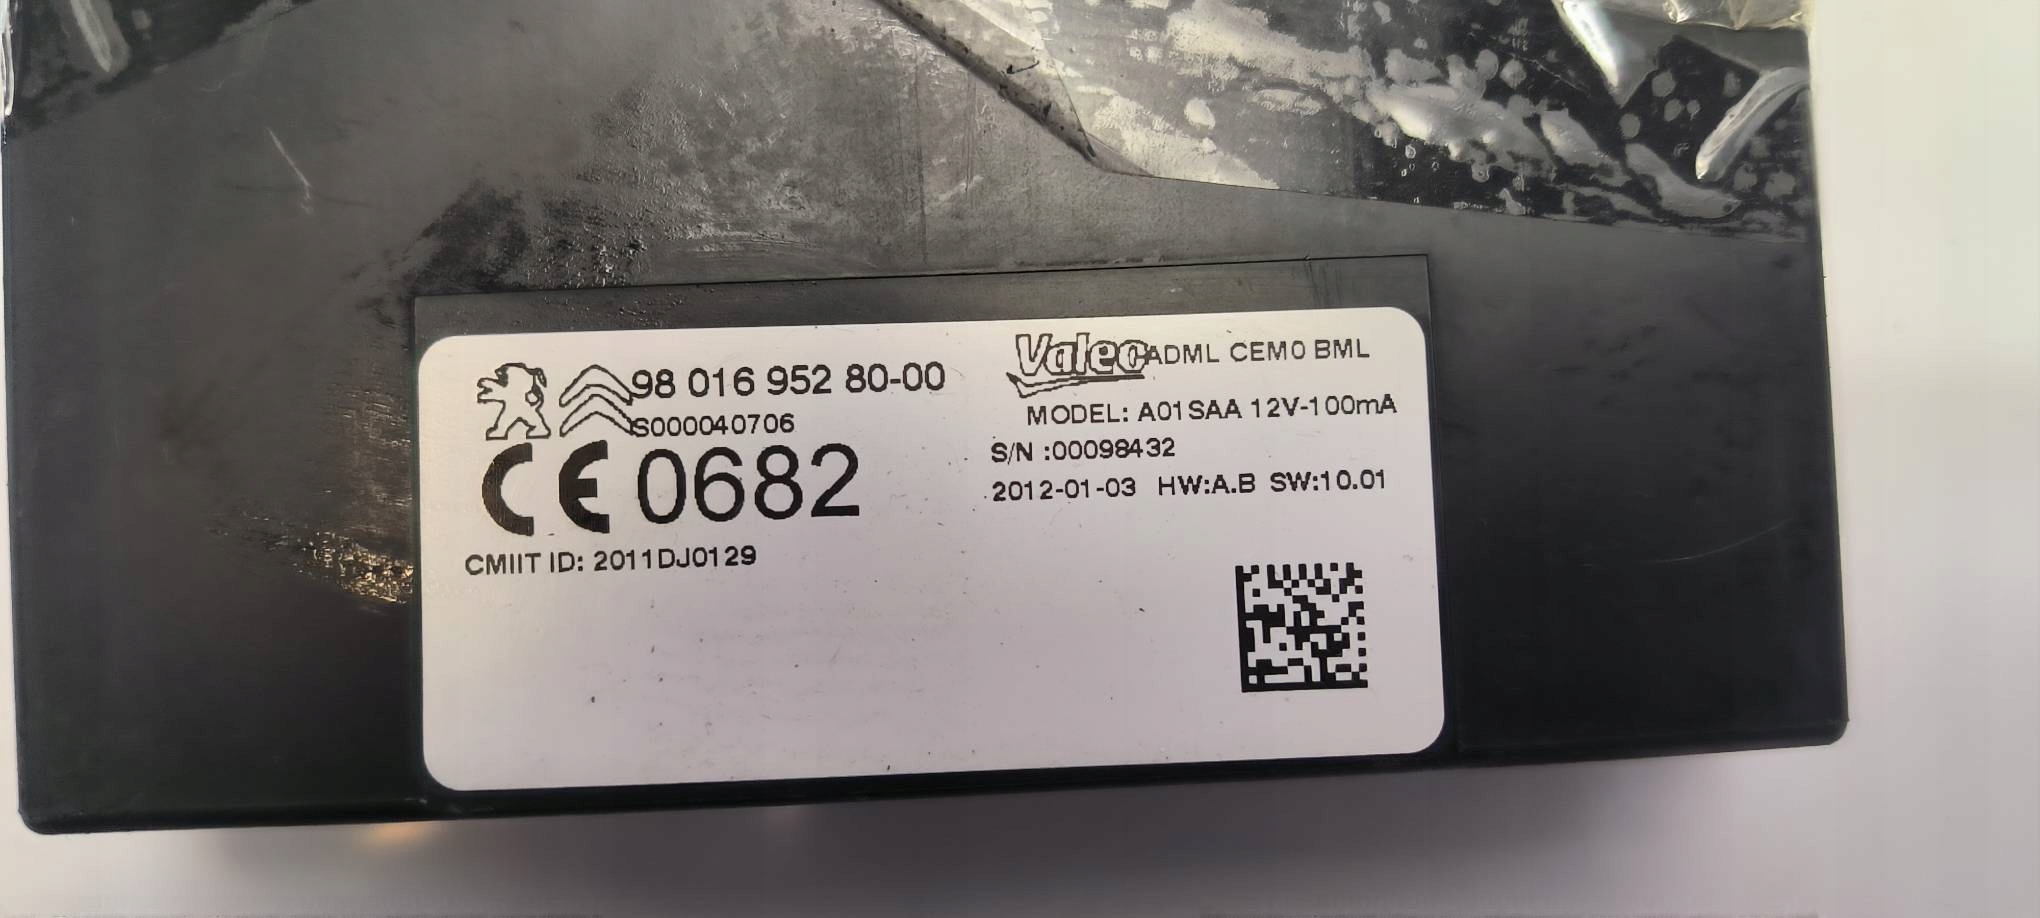 98 016 952 80-00
S000040706
CE 0682
CMIIT ID: 2011DJ0129
Valeo ADML CEM0 BML
MODEL: A01SAA 12V-100mA
S/N :00098432
2012-01-03 HW:A.B SW:10.01